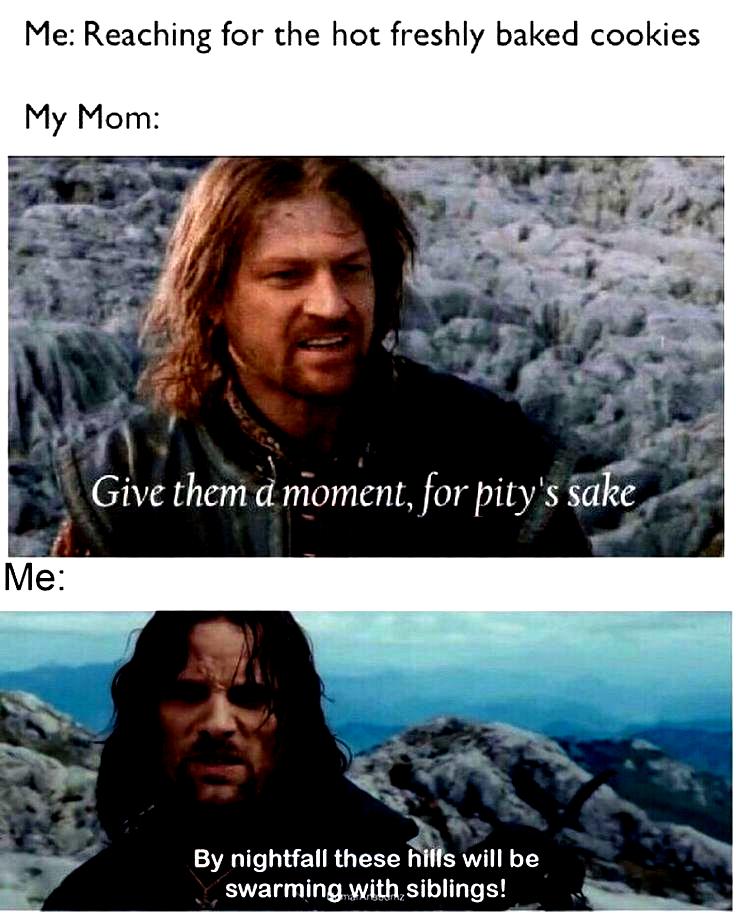 Me: Reaching for the hot freshly baked cookies
My Mom:
Give them a moment, for pity's sake
Me:
By nightfall these hills will be
swarming with siblings!